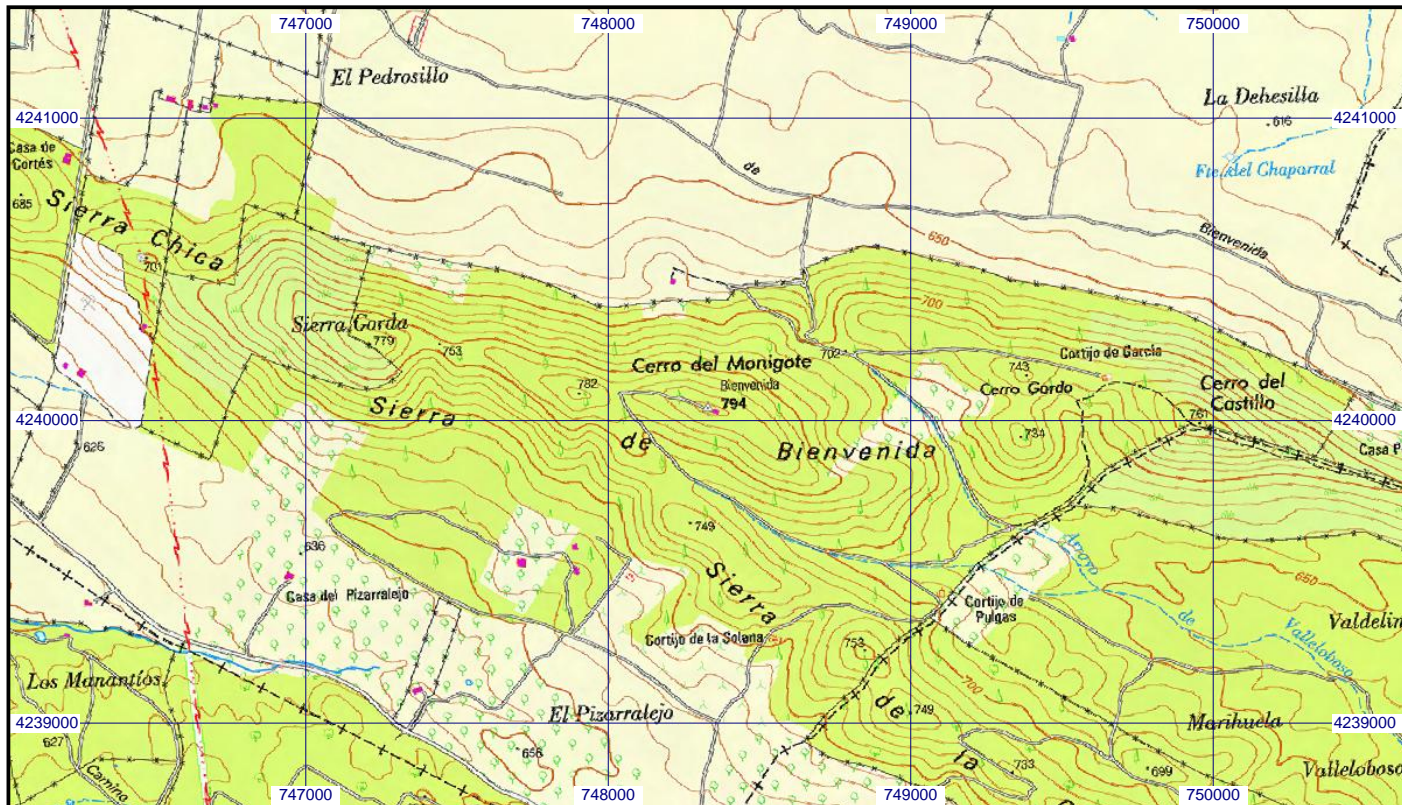 747000
748000
749000
750000
El Pedrosillo
La Dehesilla
4241000
616
4241000
Casa de
Cortés
de
Fte. del Chaparral
685
Sierra Chica
Bienvenida
650
701
700
Sierra Gorda
779
753
702
Cerro del Monigote
Cortijo de García
743
782
Bienvenida
794
Cerro Gordo
Cerro del
Castillo
761
4240000
4240000
Sierra
de
Bienvenida
734
626
Casa P
749
636
Arroyo
Sierra
650
Casa del Pizarralejo
Cortijo de
Pulgas
de
Valleloboso
Valdelin
Cortijo de la Solana
753
Los Manantíos
700
El Pizarralejo
de
749
Marihuela
4239000
4239000
627
656
la
733
699
Valleloboso
Camino
747000
748000
749000
750000